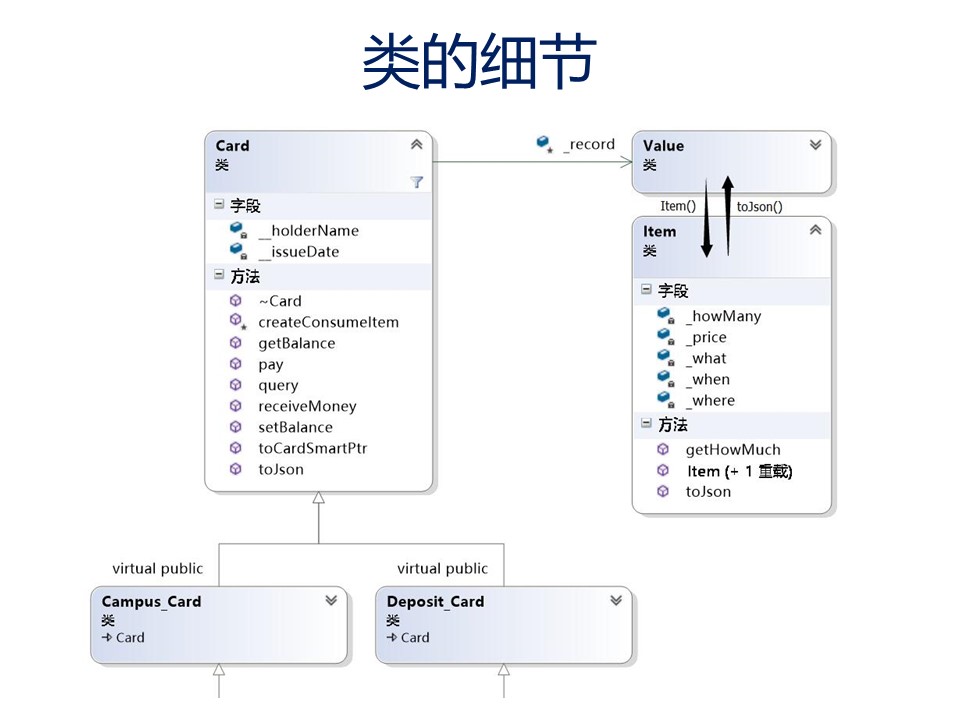 类的细节
Card
类
字段
__holderName
__issueDate
方法
~Card
createConsumeItem
getBalance
pay
query
receiveMoney
setBalance
toCardSmartPtr
toJson
_record
Value
类
Item()
toJson()
Item
类
字段
_howMany
_price
_what
_when
_where
方法
getHowMuch
Item (+ 1 重载)
toJson
virtual public
virtual public
Campus_Card
类
Card
Deposit_Card
类
Card